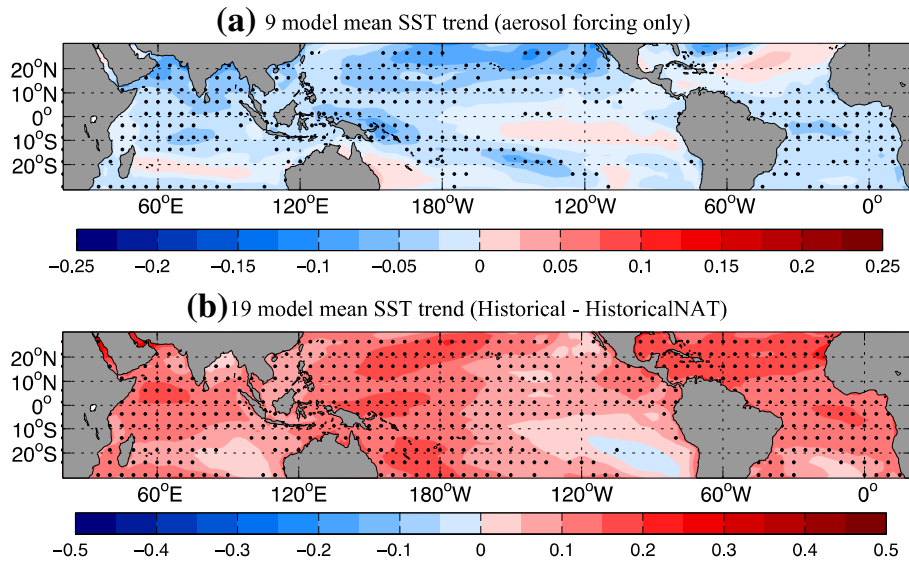 (a) 9 model mean SST trend (aerosol forcing only)
20°N
10°N
0°
10°S
20°S
60°E 120°E 180°W 120°W 60°W 0°
−0.25 −0.2 −0.15 −0.1 −0.05 0 0.05 0.1 0.15 0.2 0.25
(b) 19 model mean SST trend (Historical - HistoricalNAT)
20°N
10°N
0°
10°S
20°S
60°E 120°E 180°W 120°W 60°W 0°
−0.5 −0.4 −0.3 −0.2 −0.1 0 0.1 0.2 0.3 0.4 0.5